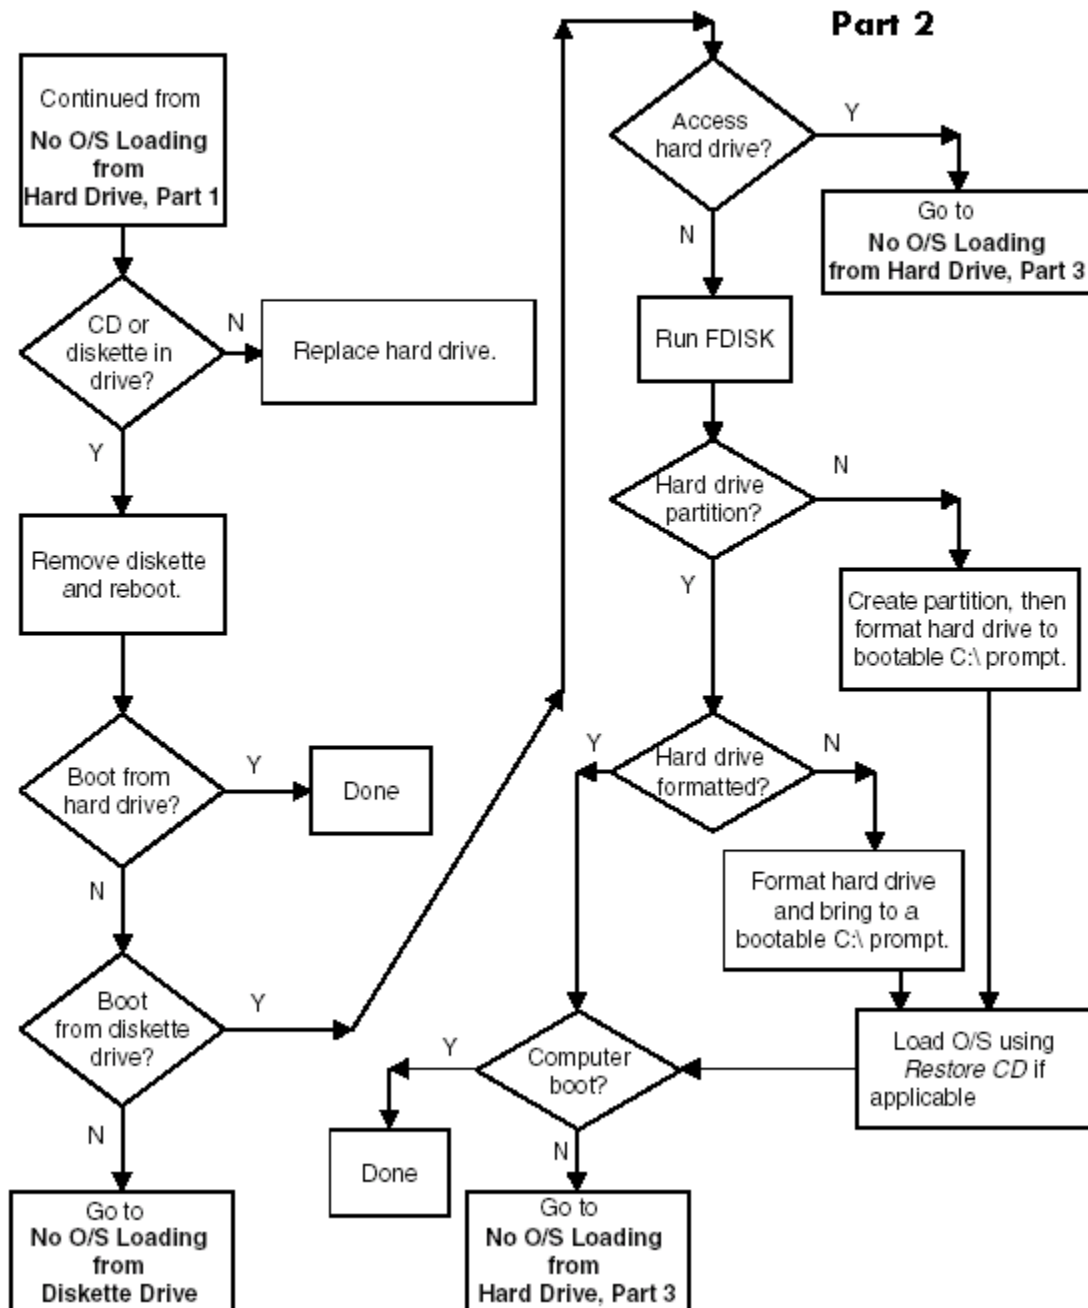 Part 2
Continued from
No O/S Loading
from
Hard Drive, Part 1
CD or
diskette in
drive?
N
Replace hard drive.
Y
Remove diskette
and reboot.
Boot from
hard drive?
Y
Done
N
Boot
from diskette
drive?
Y
N
Go to
No O/S Loading
from
Diskette Drive
Access
hard drive?
Y
Go to
No O/S Loading
from Hard Drive, Part 3
N
Run FDISK
Hard drive
partition?
N
Create partition, then
format hard drive to
bootable C:\ prompt.
Y
Hard drive
formatted?
Y
N
Format hard drive
and bring to a
bootable C:\ prompt.
Load O/S using
Restore CD if
applicable
Computer
boot?
Y
Done
N
Go to
No O/S Loading
from
Hard Drive, Part 3